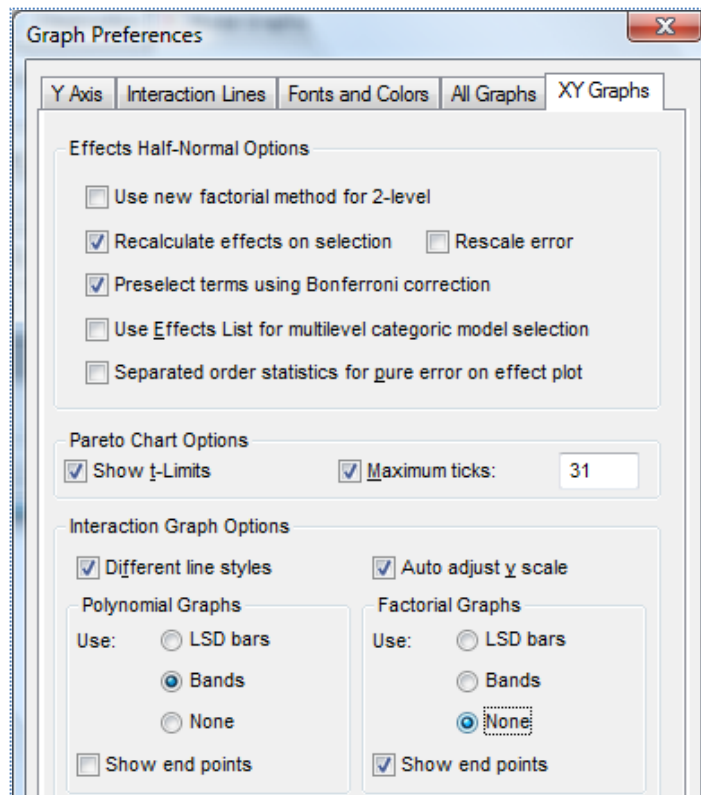 Graph Preferences
Y Axis Interaction Lines Fonts and Colors All Graphs XY Graphs
Effects Half-Normal Options
Use new factorial method for 2-level
Recalculate effects on selection Rescale error
Preselect terms using Bonferroni correction
Use Effects List for multilevel categoric model selection
Separated order statistics for pure error on effect plot
Pareto Chart Options
Show t-Limits Maximum ticks: 31
Interaction Graph Options
Different line styles Auto adjust y scale
Polynomial Graphs Factorial Graphs
Use: LSD bars Use: LSD bars
Bands Bands
None None
Show end points Show end points